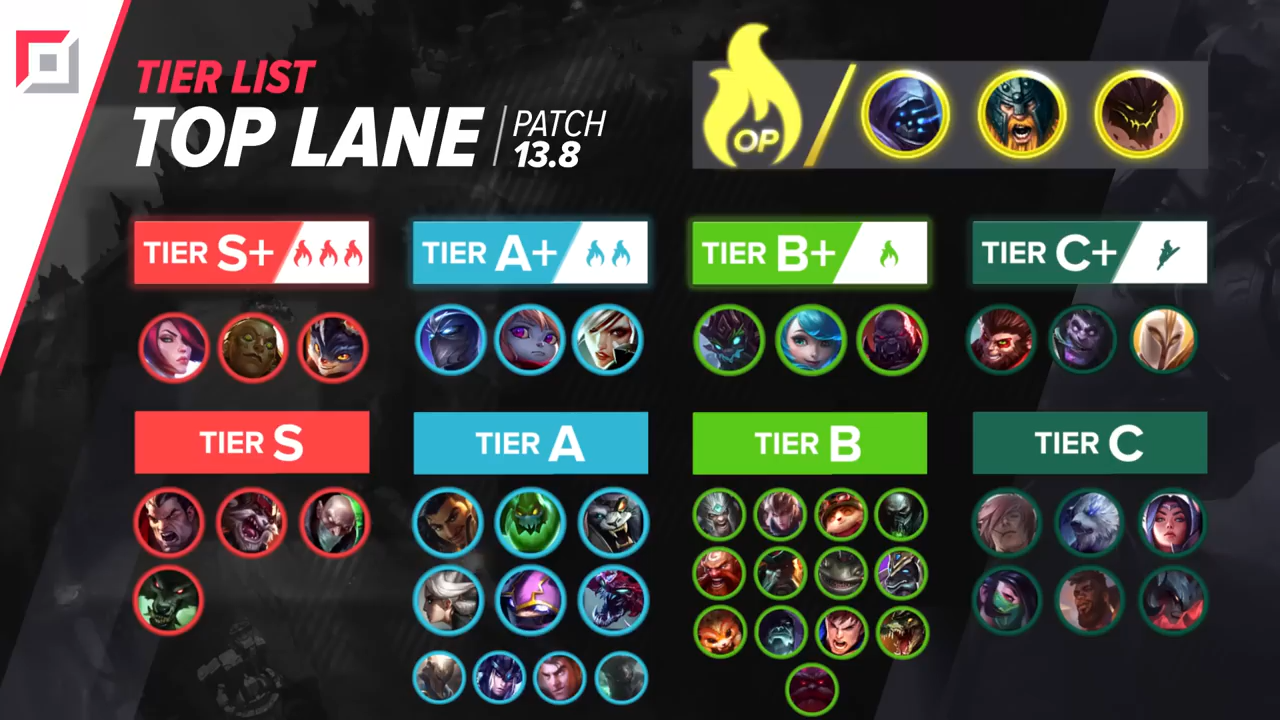 TIER LIST
TOP LANE
PATCH
13.8
OP
TIER S+
TIER A+
TIER B+
TIER C+
TIER S
TIER A
TIER B
TIER C